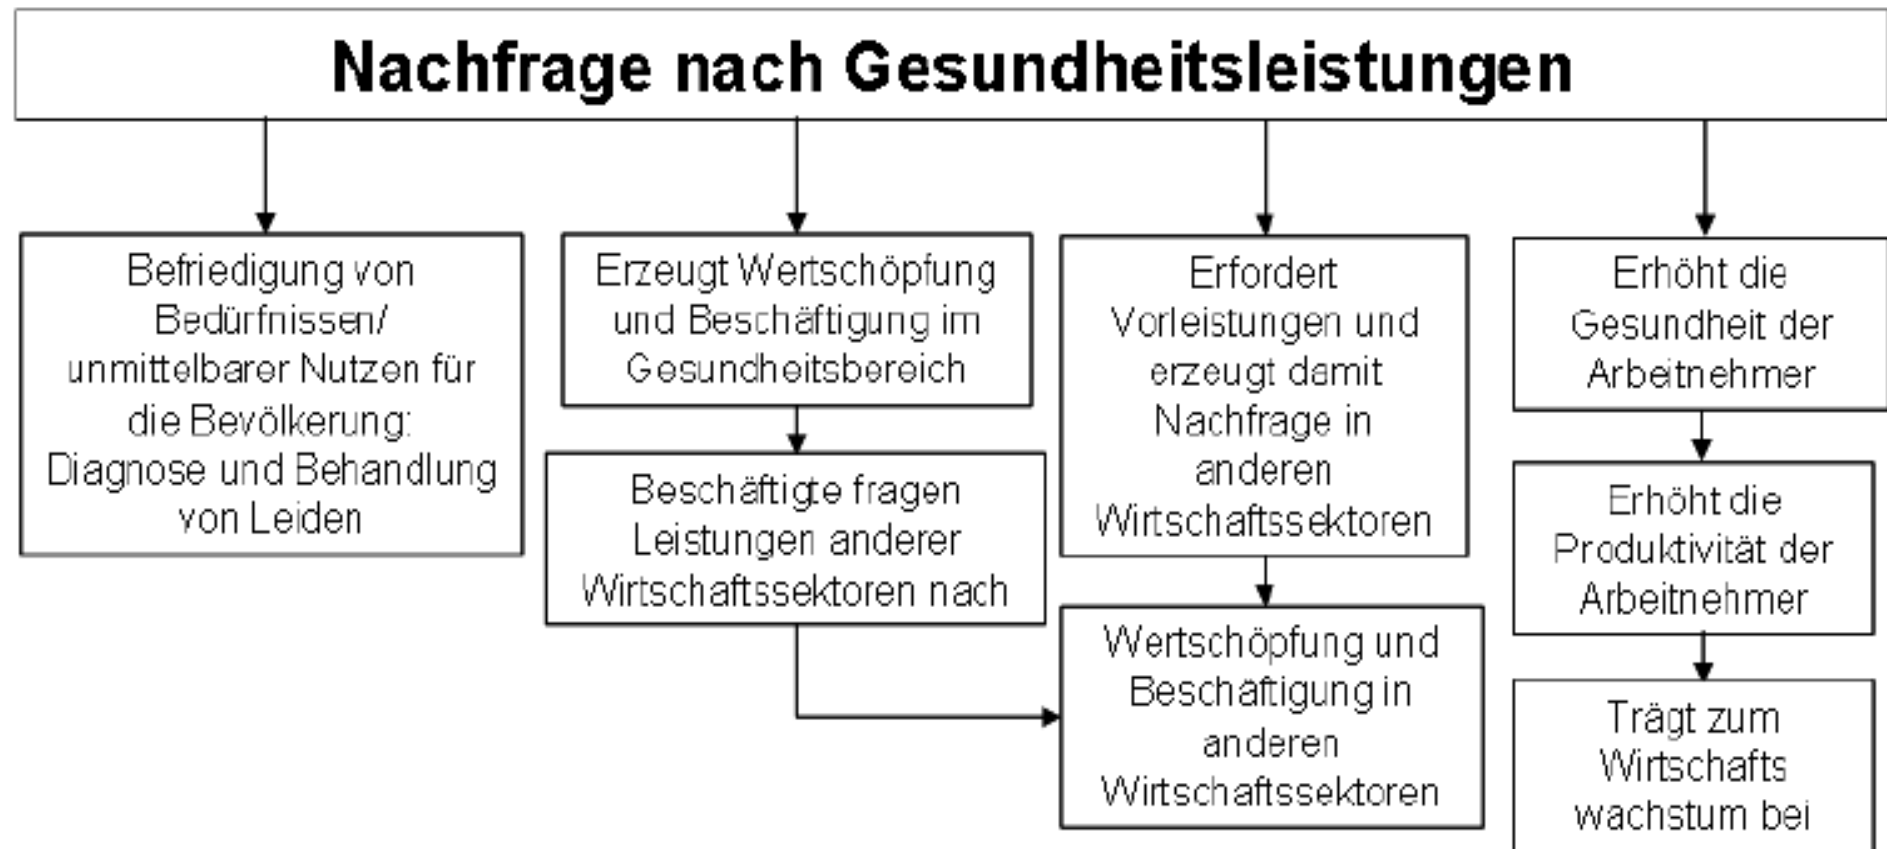 Nachfrage nach Gesundheitsleistungen
Befriedigung von
Bedürfnissen/
unmittelbarer Nutzen für
die Bevölkerung:
Diagnose und Behandlung
von Leiden
Erzeugt Wertschöpfung
und Beschäftigung im
Gesundheitsbereich
Beschäftigte fragen
Leistungen anderer
Wirtschaftssektoren nach
Erfordert
Vorleistungen und
erzeugt damit
Nachfrage in
anderen
Wirtschaftssektoren
Wertschöpfung und
Beschäftigung in
anderen
Wirtschaftssektoren
Erhöht die
Gesundheit der
Arbeitnehmer
Erhöht die
Produktivität der
Arbeitnehmer
Trägt zum
Wirtschafts
wachstum bei